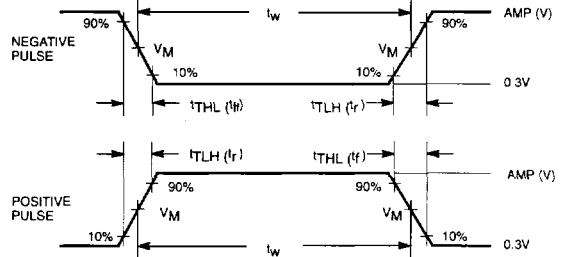 tw
AMP (V)
90%
90%
NEGATIVE
PULSE
VM
VM
10%
10%
0.3V
tTHL (tf)
tTLH (tr)
tTLH (tr)
tTHL (tf)
AMP (V)
90%
90%
POSITIVE
PULSE
VM
VM
10%
10%
0.3V
tw